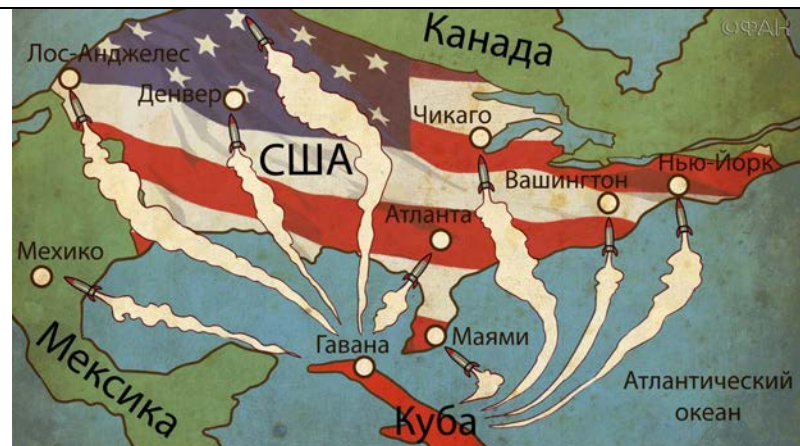 ©ФАН
Канада
Лос-Анджелес
Денвер
Чикаго
США
Нью-Йорк
Вашингтон
Атланта
Мехико
Мексика
Гавана
Маями
Куба
Атлантический
океан